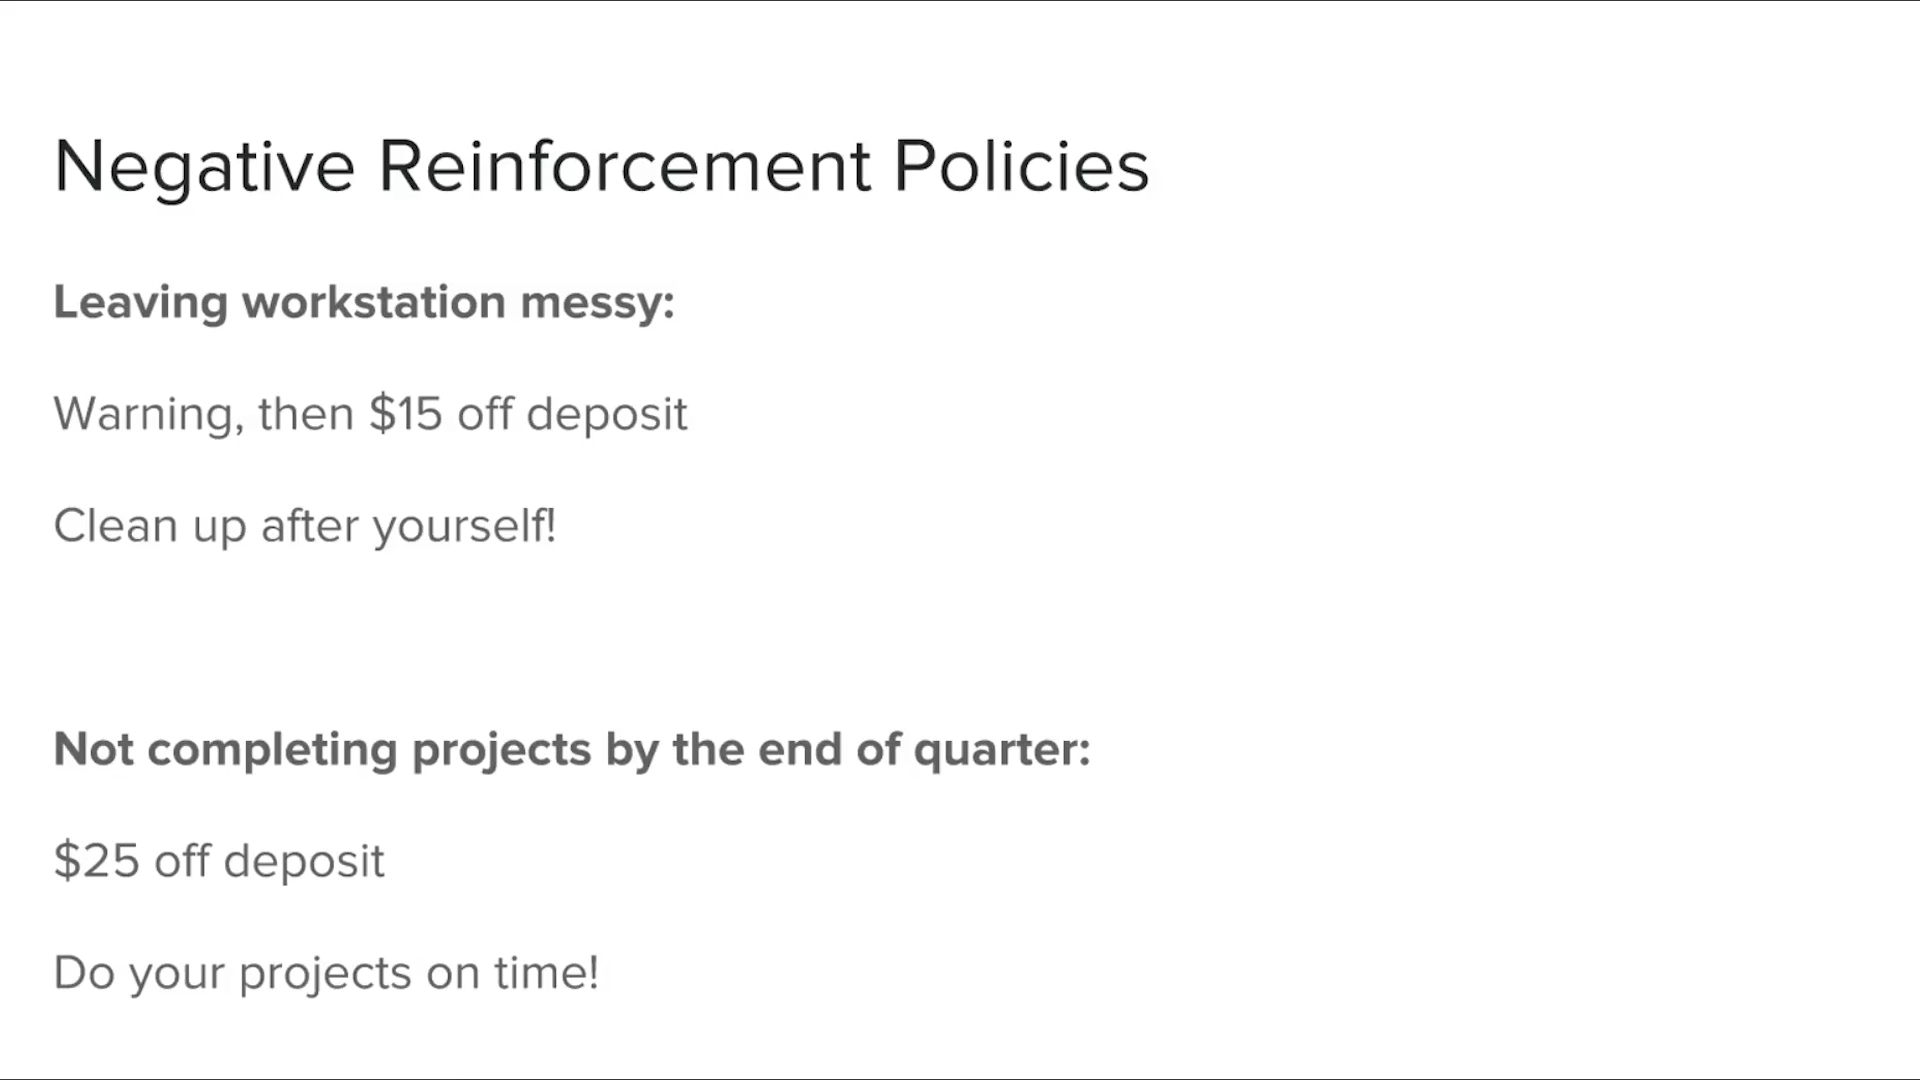 Negative Reinforcement Policies
Leaving workstation messy:
Warning, then $15 off deposit
Clean up after yourself!
Not completing projects by the end of quarter:
$25 off deposit
Do your projects on time!